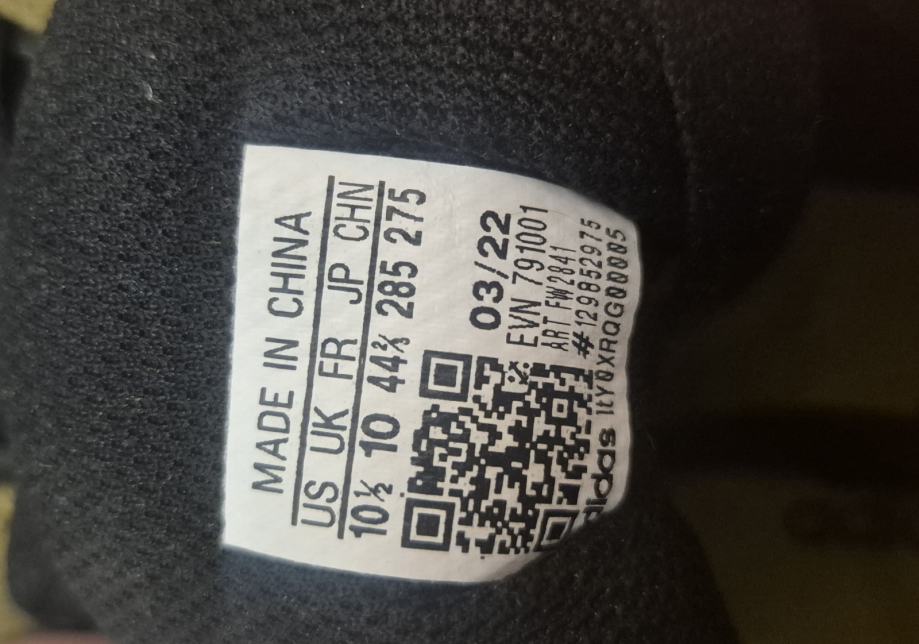 MADE IN CHINA
US UK FR JP CHN
10½ 10 44⅔ 285 275
03/22
EVN 791001
ART FW2841
#129852975
adidas 1tY0XRQG00005